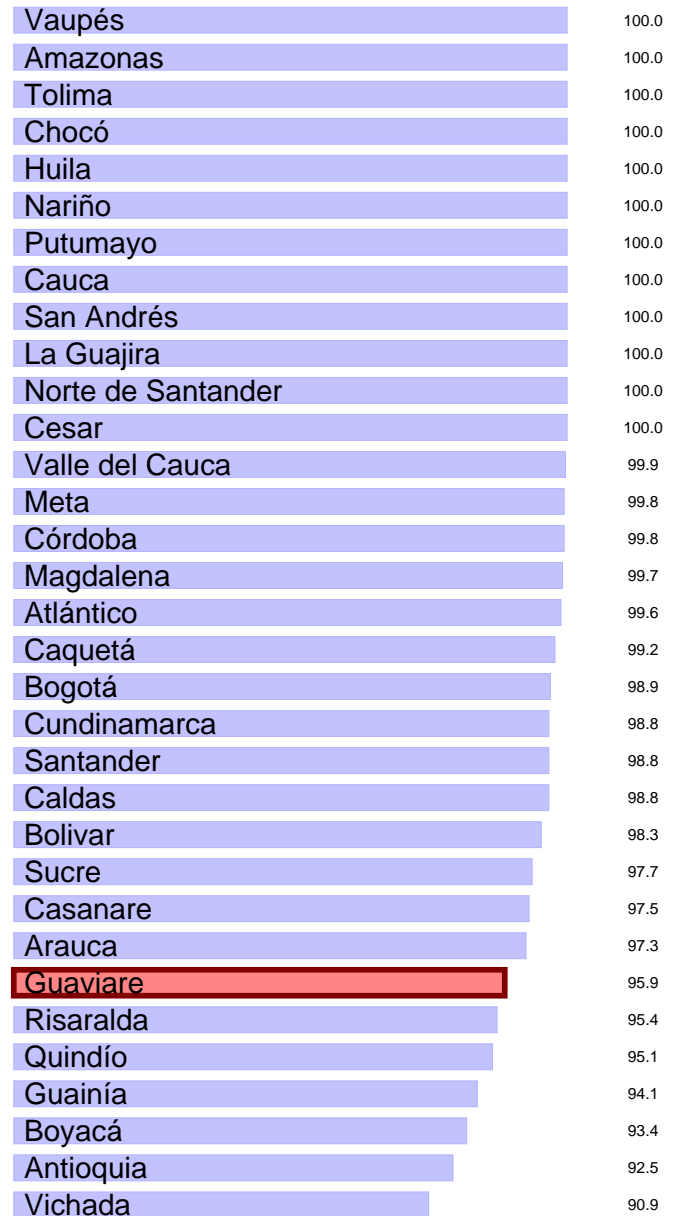 Vaupés 100.0
Amazonas 100.0
Tolima 100.0
Chocó 100.0
Huila 100.0
Nariño 100.0
Putumayo 100.0
Cauca 100.0
San Andrés 100.0
La Guajira 100.0
Norte de Santander 100.0
Cesar 100.0
Valle del Cauca 99.9
Meta 99.8
Córdoba 99.8
Magdalena 99.7
Atlántico 99.6
Caquetá 99.2
Bogotá 98.9
Cundinamarca 98.8
Santander 98.8
Caldas 98.8
Bolivar 98.3
Sucre 97.7
Casanare 97.5
Arauca 97.3
Guaviare 95.9
Risaralda 95.4
Quindío 95.1
Guainía 94.1
Boyacá 93.4
Antioquia 92.5
Vichada 90.9